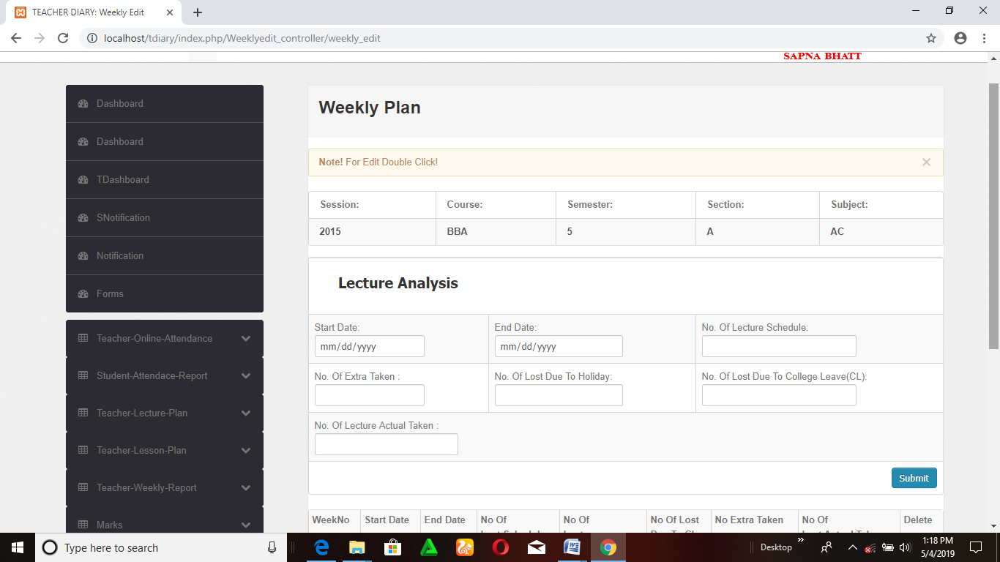 TEACHER DIARY: Weekly Edit
localhost/tdiary/index.php/Weeklyedit_controller/weekly_edit
SAPNA BHATT
Dashboard
Dashboard
TDashboard
SNotification
Notification
Forms
Teacher-Online-Attendance
Student-Attendace-Report
Teacher-Lecture-Plan
Teacher-Lesson-Plan
Teacher-Weekly-Report
Marks
Weekly Plan
Note! For Edit Double Click!
Session: Course: Semester: Section: Subject:
2015 BBA 5 A AC
Lecture Analysis
Start Date: End Date: No. Of Lecture Schedule:
mm/dd/yyyy mm/dd/yyyy
No. Of Extra Taken : No. Of Lost Due To Holiday: No. Of Lost Due To College Leave(CL):
No. Of Lecture Actual Taken :
Submit
WeekNo Start Date End Date No Of No Of No Of Lost No Extra Taken No Of Delete
Type here to search
Desktop
1:18 PM
5/4/2019